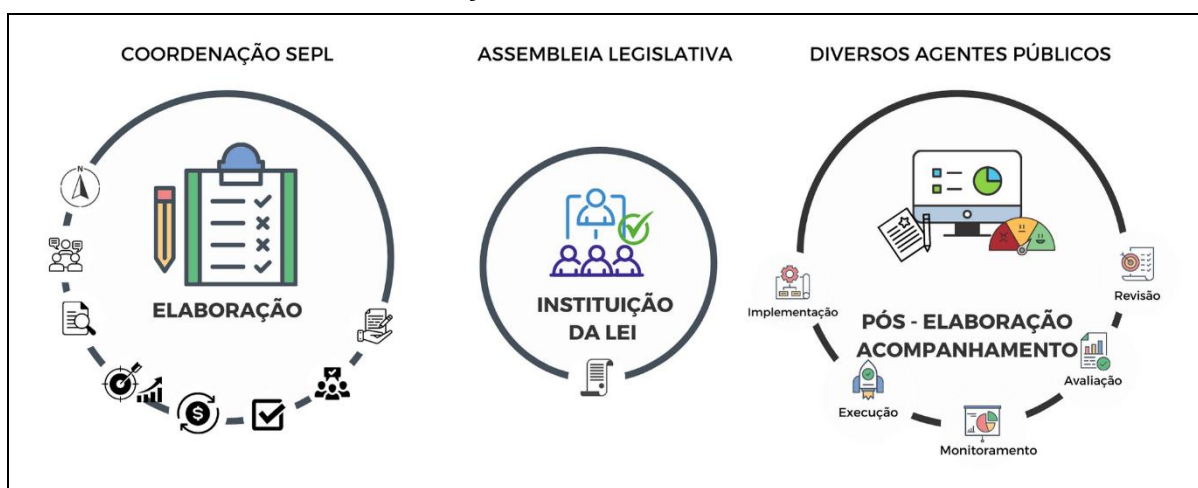 COORDENAÇÃO SEPL
ELABORAÇÃO
N
ASSEMBLEIA LEGISLATIVA
INSTITUIÇÃO
DA LEI
DIVERSOS AGENTES PÚBLICOS
PÓS - ELABORAÇÃO
ACOMPANHAMENTO
Implementação
Execução
Monitoramento
Avaliação
Revisão